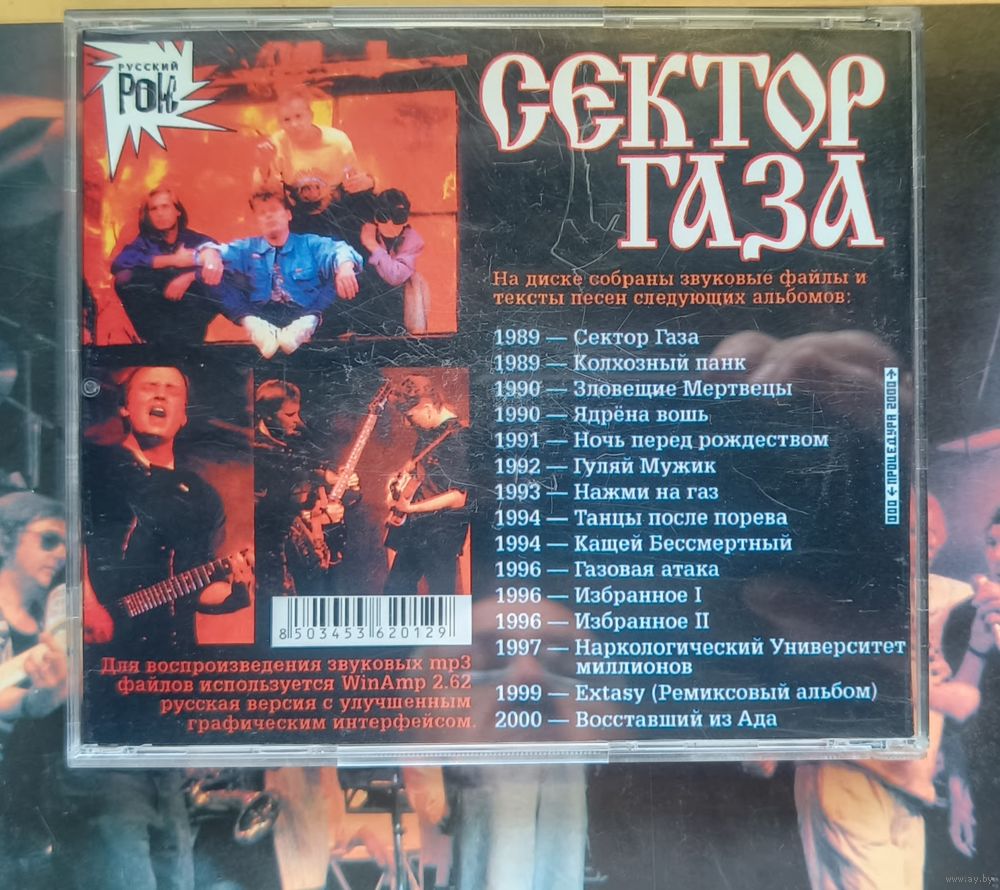 РУССКИЙ
РОК
СЕКТОР
ГАЗА
На диске собраны звуковые файлы и
тексты песен следующих альбомов:
1989 — Сектор Газа
1989 — Колхозный панк
1990 — Зловещие Мертвецы
1990 — Ядрёна вошь
1991 — Ночь перед рождеством
1992 — Гуляй Мужик
1993 — Нажми на газ
1994 — Танцы после порева
1994 — Кащей Бессмертный
1996 — Газовая атака
1996 — Избранное I
1996 — Избранное II
1997 — Наркологический Университет
миллионов
1999 — Extasy (Ремиксовый альбом)
2000 — Восставший из Ада
ООО ПРОЦЕДУРА 2000
8 503453 620129
Для воспроизведения звуковых mp3
файлов используется WinAmp 2.62
русская версия с улучшенным
графическим интерфейсом.
www.ay.by